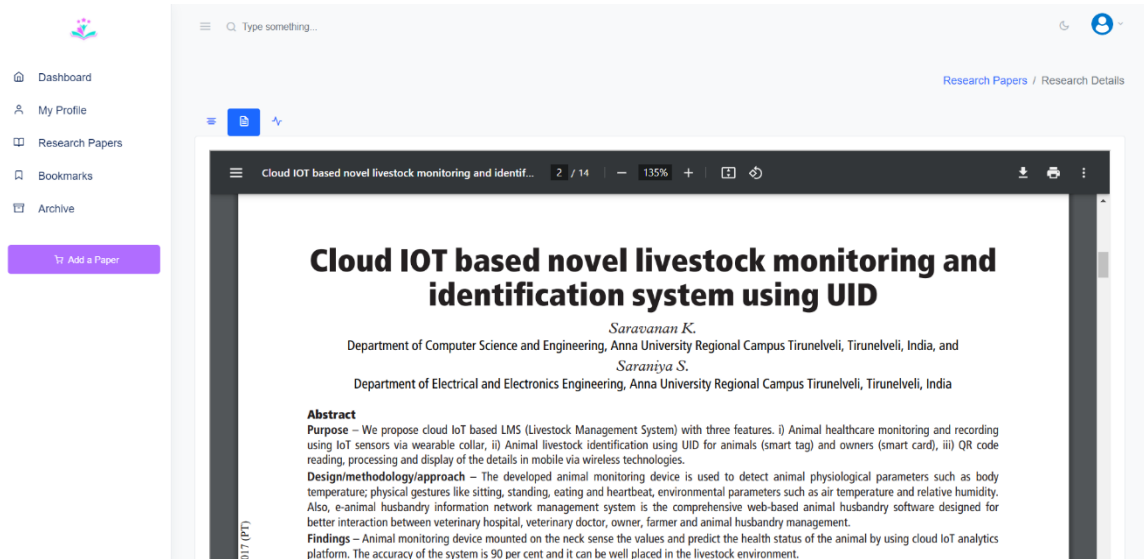 Type something...
Dashboard
My Profile
Research Papers
Bookmarks
Archive
Add a Paper
Research Papers / Research Details
Cloud IOT based novel livestock monitoring and identif... 2 / 14 135%
Cloud IOT based novel livestock monitoring and
identification system using UID
Saravanan K.
Department of Computer Science and Engineering, Anna University Regional Campus Tirunelveli, Tirunelveli, India, and
Saraniya S.
Department of Electrical and Electronics Engineering, Anna University Regional Campus Tirunelveli, Tirunelveli, India
Abstract
Purpose – We propose cloud IoT based LMS (Livestock Management System) with three features. i) Animal healthcare monitoring and recording
using IoT sensors via wearable collar, ii) Animal livestock identification using UID for animals (smart tag) and owners (smart card), iii) QR code
reading, processing and display of the details in mobile via wireless technologies.
Design/methodology/approach – The developed animal monitoring device is used to detect animal physiological parameters such as body
temperature; physical gestures like sitting, standing, eating and heartbeat, environmental parameters such as air temperature and relative humidity.
Also, e-animal husbandry information network management system is the comprehensive web-based animal husbandry software designed for
better interaction between veterinary hospital, veterinary doctor, owner, farmer and animal husbandry management.
Findings – Animal monitoring device mounted on the neck sense the values and predict the health status of the animal by using cloud IoT analytics
platform. The accuracy of the system is 90 per cent and it can be well placed in the livestock environment.
017 (PT)